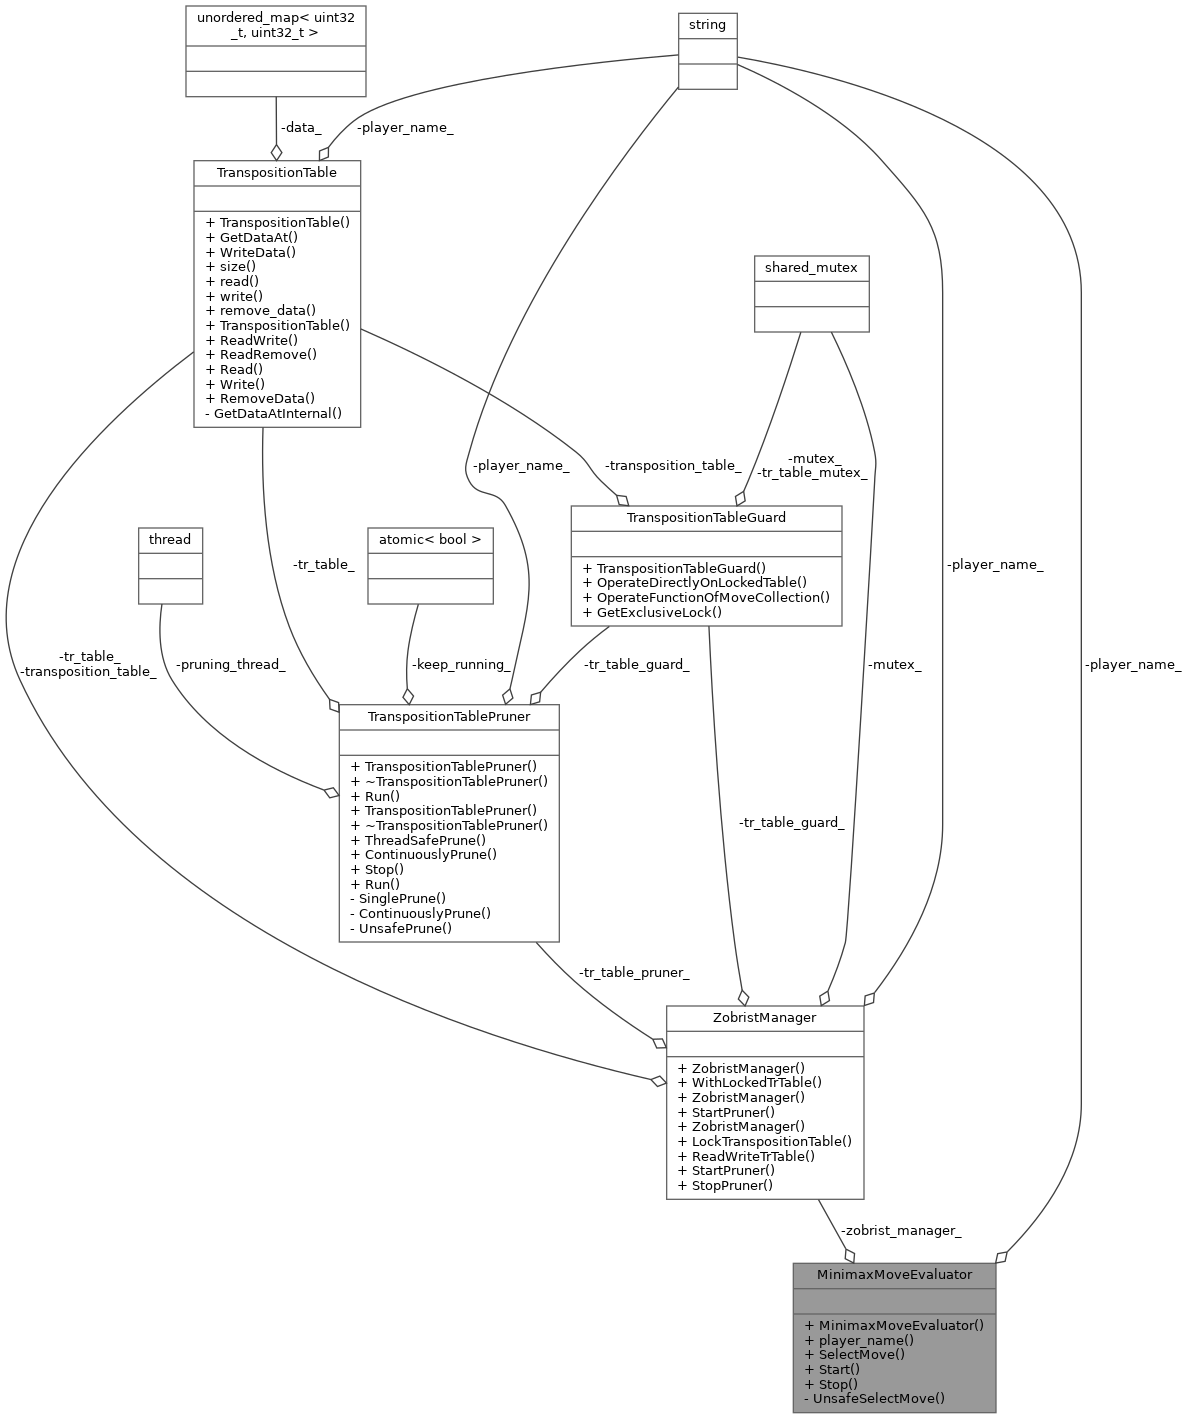 unordered_map< uint32
_t, uint32_t >
string
-data_
-player_name_
TranspositionTable
+ TranspositionTable()
+ GetDataAt()
+ WriteData()
+ size()
+ read()
+ write()
+ remove_data()
+ TranspositionTable()
+ ReadWrite()
+ ReadRemove()
+ Read()
+ Write()
+ RemoveData()
- GetDataAtInternal()
shared_mutex
-player_name_
-transposition_table_
-mutex_
-tr_table_mutex_
thread
atomic< bool >
-tr_table_
TranspositionTableGuard
+ TranspositionTableGuard()
+ OperateDirectlyOnLockedTable()
+ OperateFunctionOfMoveCollection()
+ GetExclusiveLock()
-player_name_
-tr_table_
-transposition_table_
-pruning_thread_
-keep_running_
-tr_table_guard_
-mutex_
-player_name_
TranspositionTablePruner
+ TranspositionTablePruner()
+ ~TranspositionTablePruner()
+ Run()
+ TranspositionTablePruner()
+ ~TranspositionTablePruner()
+ ThreadSafePrune()
+ ContinuouslyPrune()
+ Stop()
+ Run()
- SinglePrune()
- ContinuouslyPrune()
- UnsafePrune()
-tr_table_guard_
-tr_table_pruner_
ZobristManager
+ ZobristManager()
+ WithLockedTrTable()
+ ZobristManager()
+ StartPruner()
+ ZobristManager()
+ LockTranspositionTable()
+ ReadWriteTrTable()
+ StartPruner()
+ StopPruner()
-zobrist_manager_
MinimaxMoveEvaluator
+ MinimaxMoveEvaluator()
+ player_name()
+ SelectMove()
+ Start()
+ Stop()
- UnsafeSelectMove()